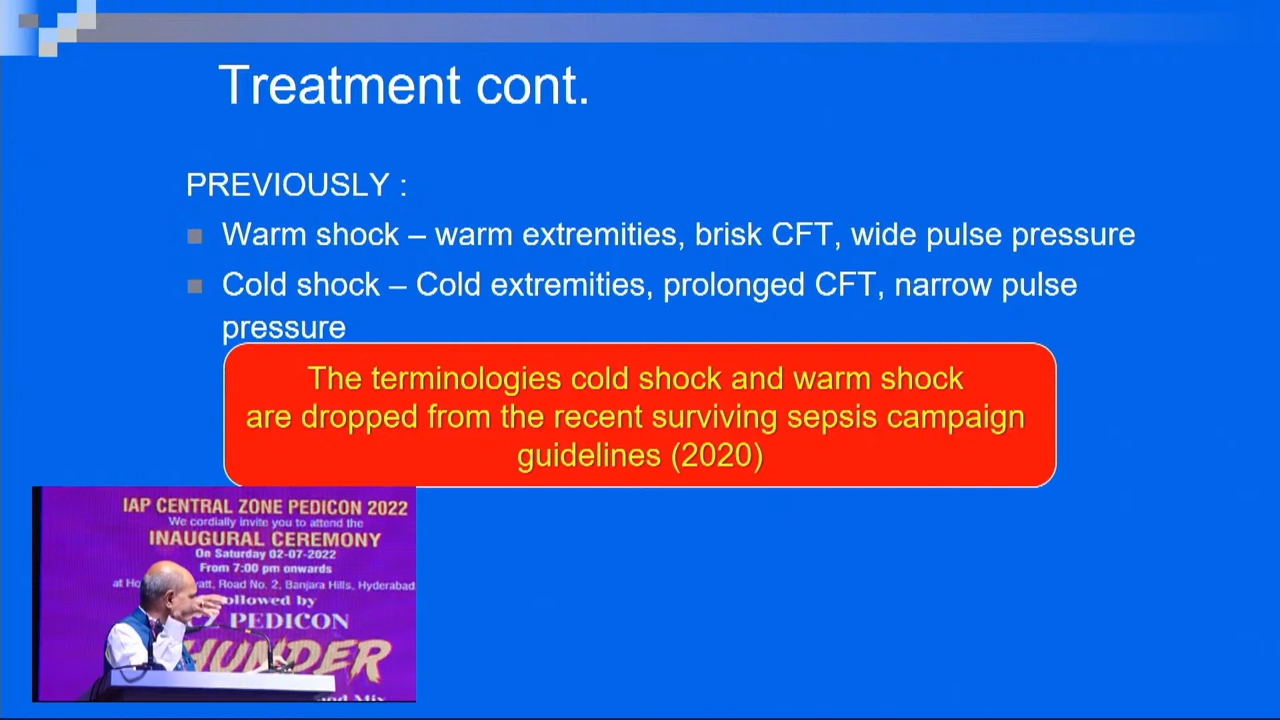 Treatment cont.
PREVIOUSLY :
Warm shock – warm extremities, brisk CFT, wide pulse pressure
Cold shock – Cold extremities, prolonged CFT, narrow pulse
pressure
The terminologies cold shock and warm shock
are dropped from the recent surviving sepsis campaign
guidelines (2020)
IAP CENTRAL ZONE PEDICON 2022
We cordially invite you to attend the
INAUGURAL CEREMONY
On Saturday 02-07-2022
From 7:00 pm onwards
at Road No. 2, Banjara Hills, Hyderabad
by
PEDICON